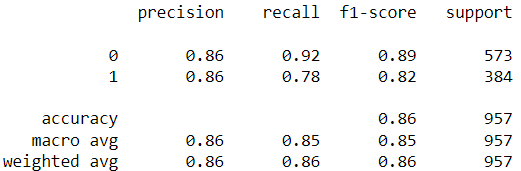 precision recall f1-score support
0 0.86 0.92 0.89 573
1 0.86 0.78 0.82 384
accuracy 0.86 957
macro avg 0.86 0.85 0.85 957
weighted avg 0.86 0.86 0.86 957